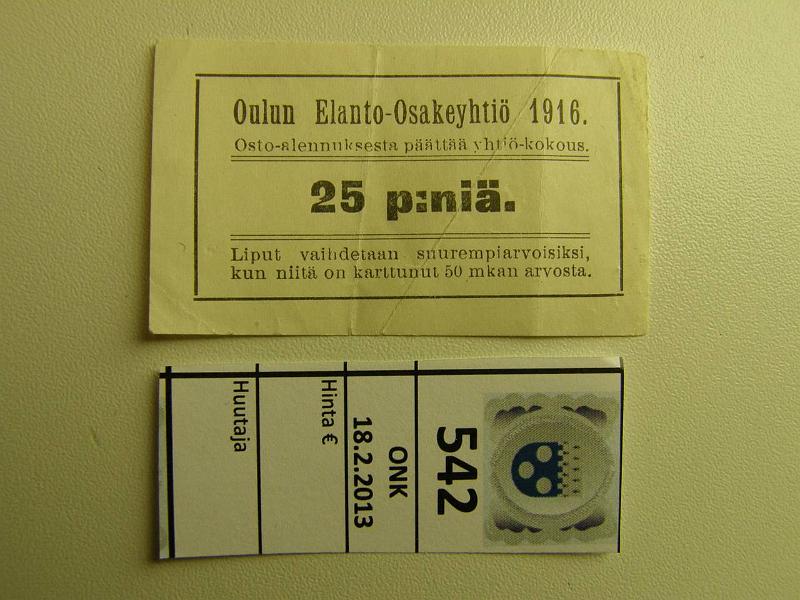 Oulun Elanto-Osakeyhtiö 1916.
Osto-alennuksesta päättää yhtiö-kokous.
25 p:niä.
Liput vaihdetaan suurempiarvoisiksi,
kun niitä on karttunut 50 mkan arvosta.
542
ONK
18.2.2013
Hinta €
Huutaja